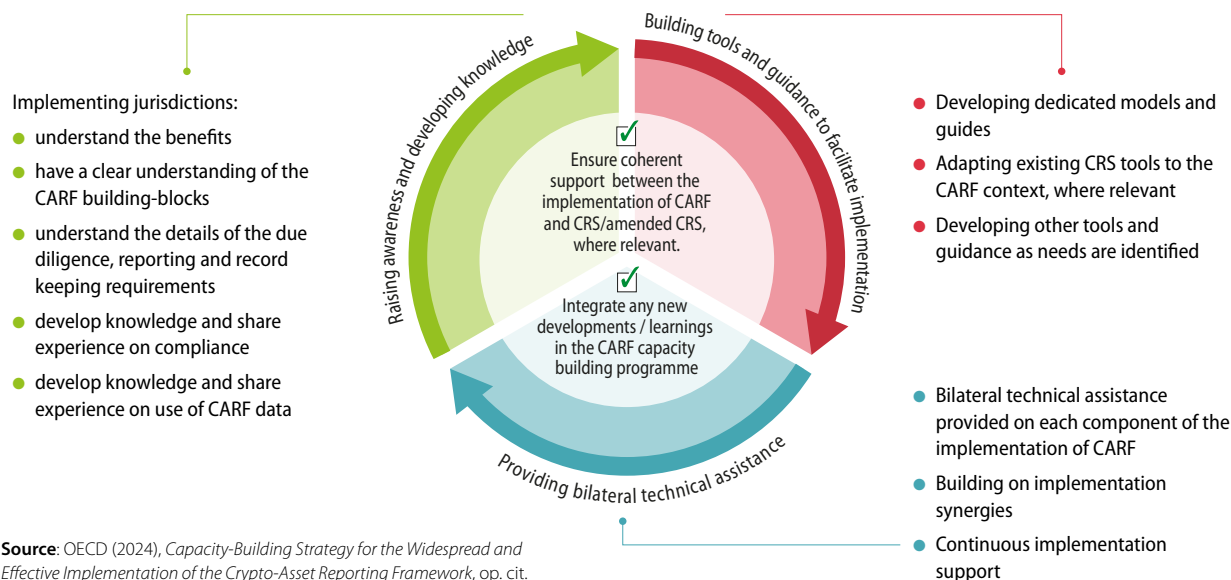 Raising awareness and developing knowledge
Building tools and guidance to facilitate implementation
Providing bilateral technical assistance
Implementing jurisdictions:
understand the benefits
have a clear understanding of the
CARF building-blocks
understand the details of the due
diligence, reporting and record
keeping requirements
develop knowledge and share
experience on compliance
develop knowledge and share
experience on use of CARF data
Ensure coherent
support between the
implementation of CARF
and CRS/amended CRS,
where relevant.
Integrate any new
developments / learnings
in the CARF capacity
building programme
Developing dedicated models and
guides
Adapting existing CRS tools to the
CARF context, where relevant
Developing other tools and
guidance as needs are identified
Bilateral technical assistance
provided on each component of the
implementation of CARF
Building on implementation
synergies
Continuous implementation
support
Source: OECD (2024), Capacity-Building Strategy for the Widespread and
Effective Implementation of the Crypto-Asset Reporting Framework, op. cit.